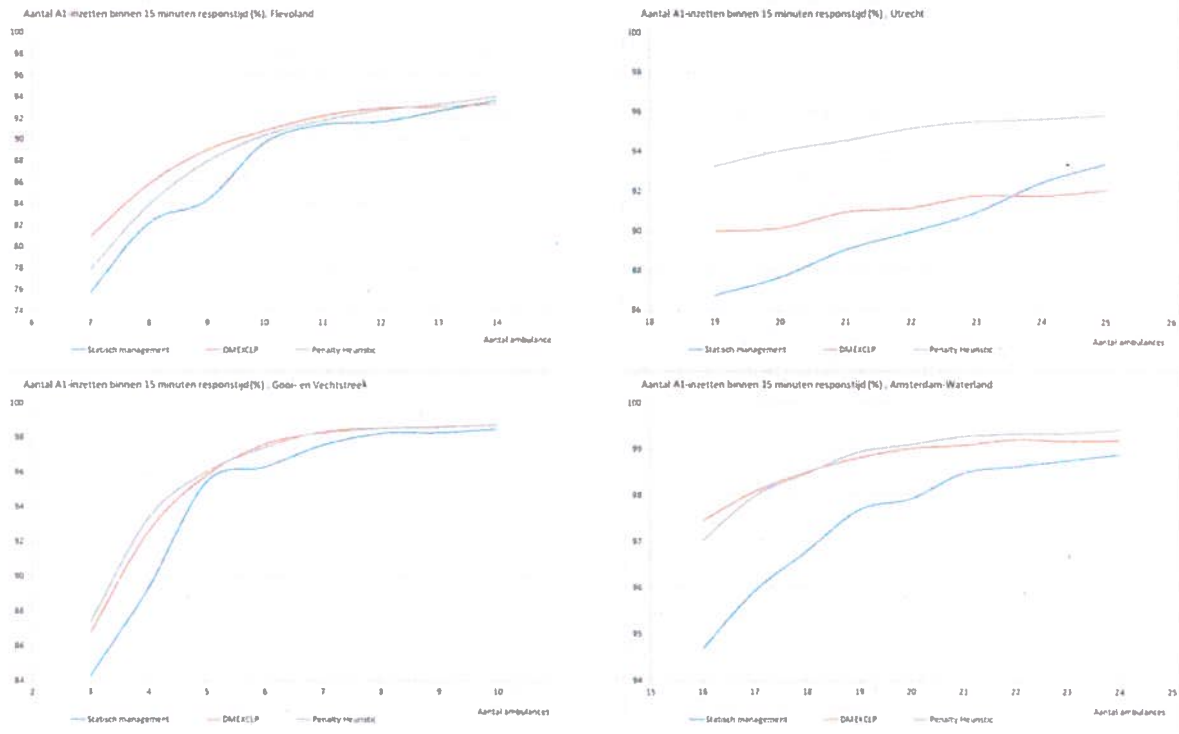 Aantal A1-inzetten binnen 15 minuten responstijd (%), Flevoland
100
98
96
94
92
90
88
86
84
82
80
78
76
74
6 7 8 9 10 11 12 13 14
Aantal ambulance
Statisch management DMEXCLP Penalty Heuristic
Aantal A1-inzetten binnen 15 minuten responstijd (%), Utrecht
100
98
96
94
92
90
88
86
18 19 20 21 22 23 24 25 26
Aantal ambulances
Statisch management DMEXCLP Penalty Heuristic
Aantal A1-inzetten binnen 15 minuten responstijd (%), Gooi- en Vechtstreek
100
98
96
94
92
90
88
86
84
2 3 4 5 6 7 8 9 10
Aantal ambulances
Statisch management DMEXCLP Penalty Heuristic
Aantal A1-inzetten binnen 15 minuten responstijd (%), Amsterdam-Waterland
100
99
98
97
96
95
94
15 16 17 18 19 20 21 22 23 24 25
Aantal ambulances
Statisch management DMEXCLP Penalty Heuristic